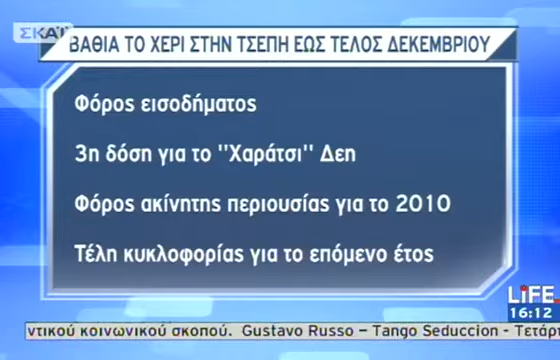 ΣΚΑΪ
ΒΑΘΙΑ ΤΟ ΧΕΡΙ ΣΤΗΝ ΤΣΕΠΗ ΕΩΣ ΤΕΛΟΣ ΔΕΚΕΜΒΡΙΟΥ
Φόρος εισοδήματος
3η δόση για το "Χαράτσι" Δεη
Φόρος ακίνητης περιουσίας για το 2010
Τέλη κυκλοφορίας για το επόμενο έτος
LiFE
16:12
ντικού κοινωνικού σκοπού. Gustavo Russo – Tango Seduccion - Τετάρτ